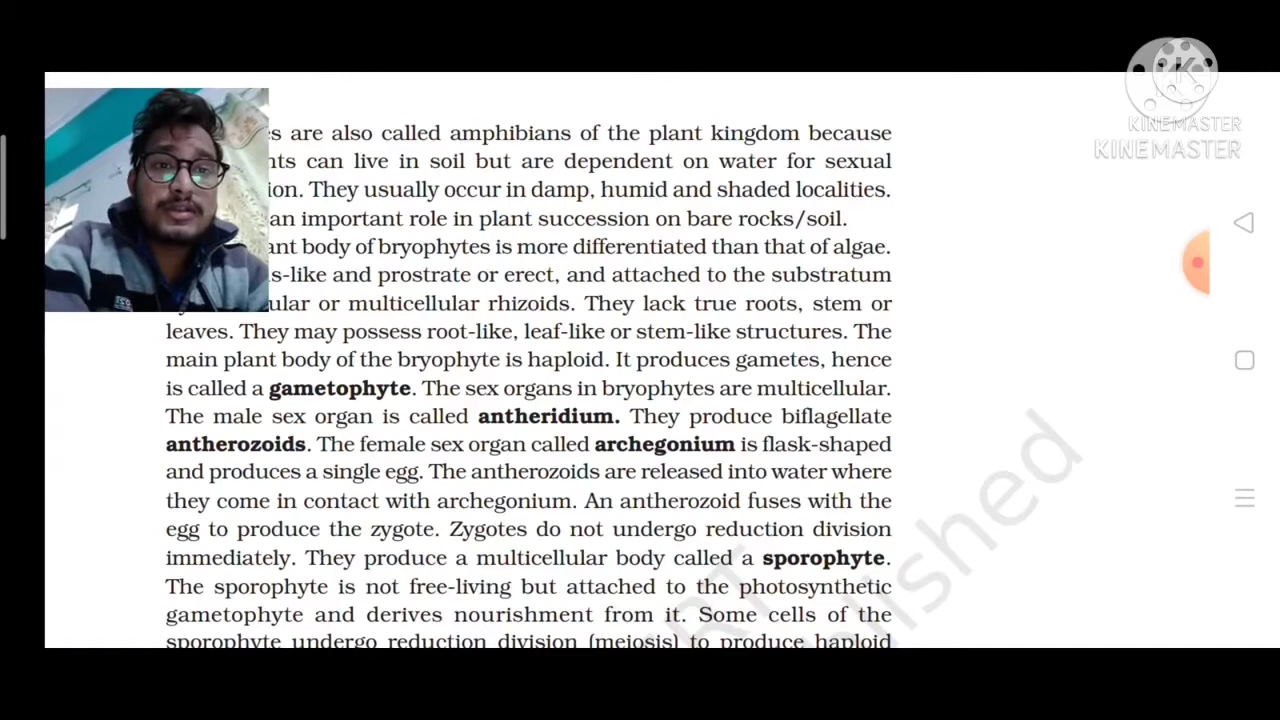 KINEMASTER
KINEMASTER
s are also called amphibians of the plant kingdom because
nts can live in soil but are dependent on water for sexual
ion. They usually occur in damp, humid and shaded localities.
an important role in plant succession on bare rocks/soil.
ant body of bryophytes is more differentiated than that of algae.
s-like and prostrate or erect, and attached to the substratum
ular or multicellular rhizoids. They lack true roots, stem or
leaves. They may possess root-like, leaf-like or stem-like structures. The
main plant body of the bryophyte is haploid. It produces gametes, hence
is called a gametophyte. The sex organs in bryophytes are multicellular.
The male sex organ is called antheridium. They produce biflagellate
antherozoids. The female sex organ called archegonium is flask-shaped
and produces a single egg. The antherozoids are released into water where
they come in contact with archegonium. An antherozoid fuses with the
egg to produce the zygote. Zygotes do not undergo reduction division
immediately. They produce a multicellular body called a sporophyte.
The sporophyte is not free-living but attached to the photosynthetic
gametophyte and derives nourishment from it. Some cells of the
sporophyte undergo reduction division (meiosis) to produce haploid